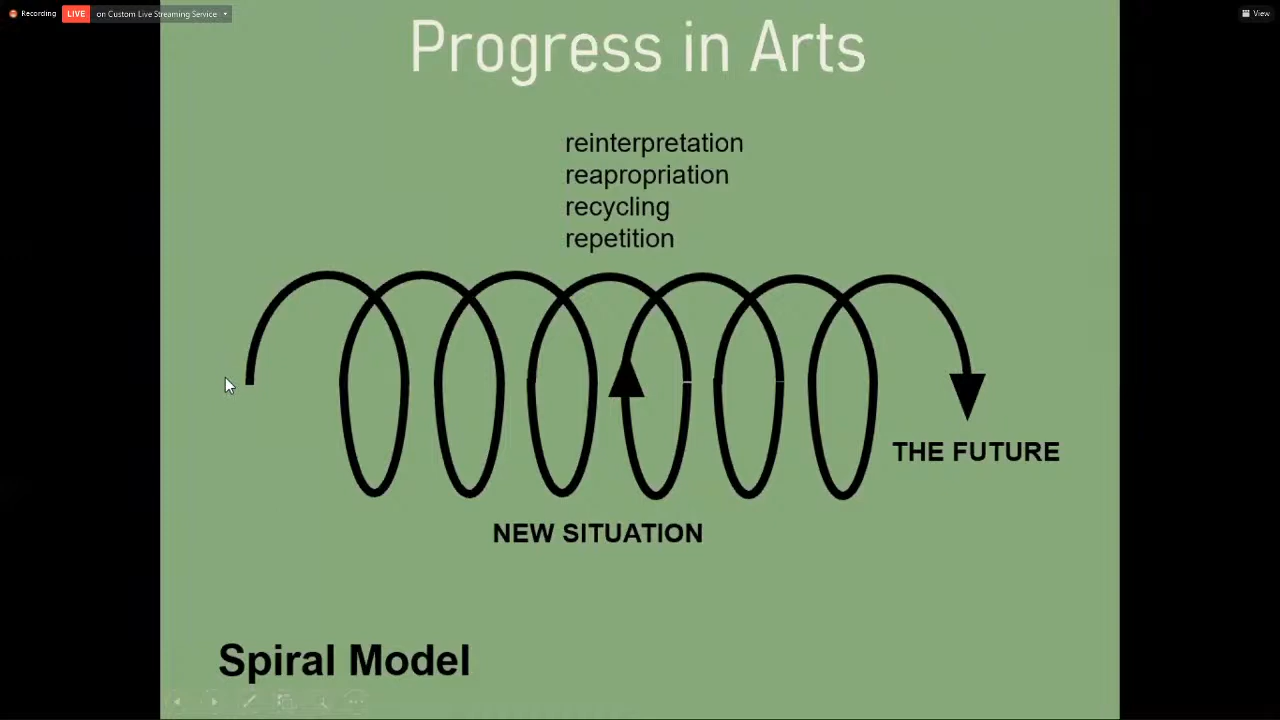 Recording LIVE on Custom Live Streaming Service View
Progress in Arts
reinterpretation
reapropriation
recycling
repetition
THE FUTURE
NEW SITUATION
Spiral Model